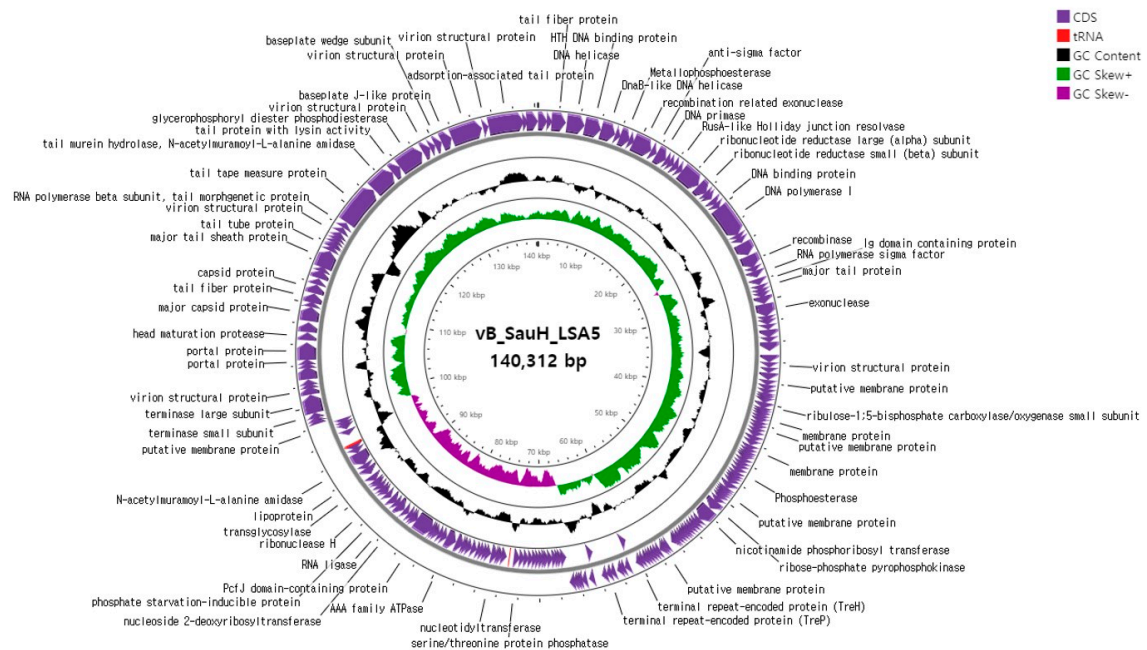 tail fiber protein
virion structural protein
HTH DNA binding protein
baseplate wedge subunit
DNA helicase
virion structural protein
anti-sigma factor
adsorption-associated tail protein
Metallophosphoesterase
DnaB-like DNA helicase
baseplate J-like protein
recombination related exonuclease
virion structural protein
DNA primase
glycerophosphoryl diester phosphodiesterase
RusA-like Holliday junction resolvase
tail protein with lysin activity
ribonucleotide reductase large (alpha) subunit
tail murein hydrolase, N-acetylmuramoyl-L-alanine amidase
ribonucleotide reductase small (beta) subunit
tail tape measure protein
DNA binding protein
DNA polymerase I
RNA polymerase beta subunit, tail morphgenetic protein
virion structural protein
tail tube protein
major tail sheath protein
recombinase
Ig domain containing protein
RNA polymerase sigma factor
major tail protein
capsid protein
tail fiber protein
major capsid protein
exonuclease
head maturation protease
portal protein
portal protein
virion structural protein
putative membrane protein
virion structural protein
terminase large subunit
ribulose-1;5-bisphosphate carboxylase/oxygenase small subunit
terminase small subunit
membrane protein
putative membrane protein
putative membrane protein
membrane protein
N-acetylmuramoyl-L-alanine amidase
Phosphoesterase
lipoprotein
putative membrane protein
transglycosylase
ribonuclease H
nicotinamide phosphoribosyl transferase
RNA ligase
ribose-phosphate pyrophosphokinase
PcfJ domain-containing protein
putative membrane protein
phosphate starvation-inducible protein
AAA family ATPase
terminal repeat-encoded protein (TreH)
nucleoside 2-deoxyribosyltransferase
terminal repeat-encoded protein (TreP)
nucleotidyltransferase
serine/threonine protein phosphatase
140 kbp
10 kbp
20 kbp
30 kbp
40 kbp
50 kbp
60 kbp
70 kbp
80 kbp
90 kbp
100 kbp
110 kbp
120 kbp
130 kbp
vB_SauH_LSA5
140,312 bp
CDS
tRNA
GC Content
GC Skew+
GC Skew-